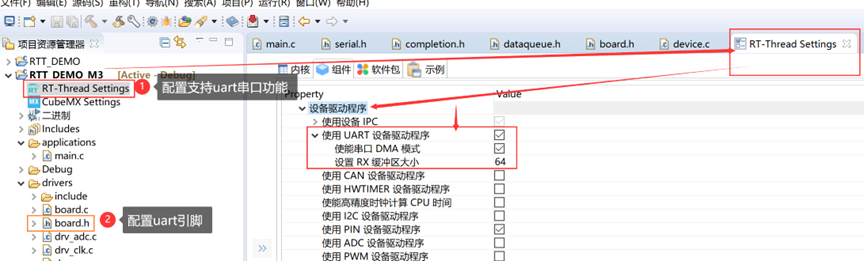 文件(F) 编辑(E) 源码(S) 重构(T) 导航(N) 搜索(A) 项目(P) 运行(R) 窗口(W) 帮助(H)
项目资源管理器
main.c serial.h completion.h dataqueue.h board.h device.c RT-Thread Settings
RTT_DEMO
RTT DEMO M3 [Active - Debug]
RT-Thread Settings
1 配置支持uart串口功能
CubeMX Settings
二进制
Includes
applications
main.c
Debug
drivers
include
board.c
board.h
2 配置uart引脚
drv_adc.c
drv_clk.c
内核 组件 软件包 示例
Property Value
设备驱动程序
使用设备 IPC
使用 UART 设备驱动程序
使能串口 DMA 模式
设置 RX 缓冲区大小 64
使用 CAN 设备驱动程序
使用 HWTIMER 设备驱动程序
使能高精度时钟计算 CPU 时间
使用 I2C 设备驱动程序
使用 PIN 设备驱动程序
使用 ADC 设备驱动程序
使用 PWM 设备驱动程序